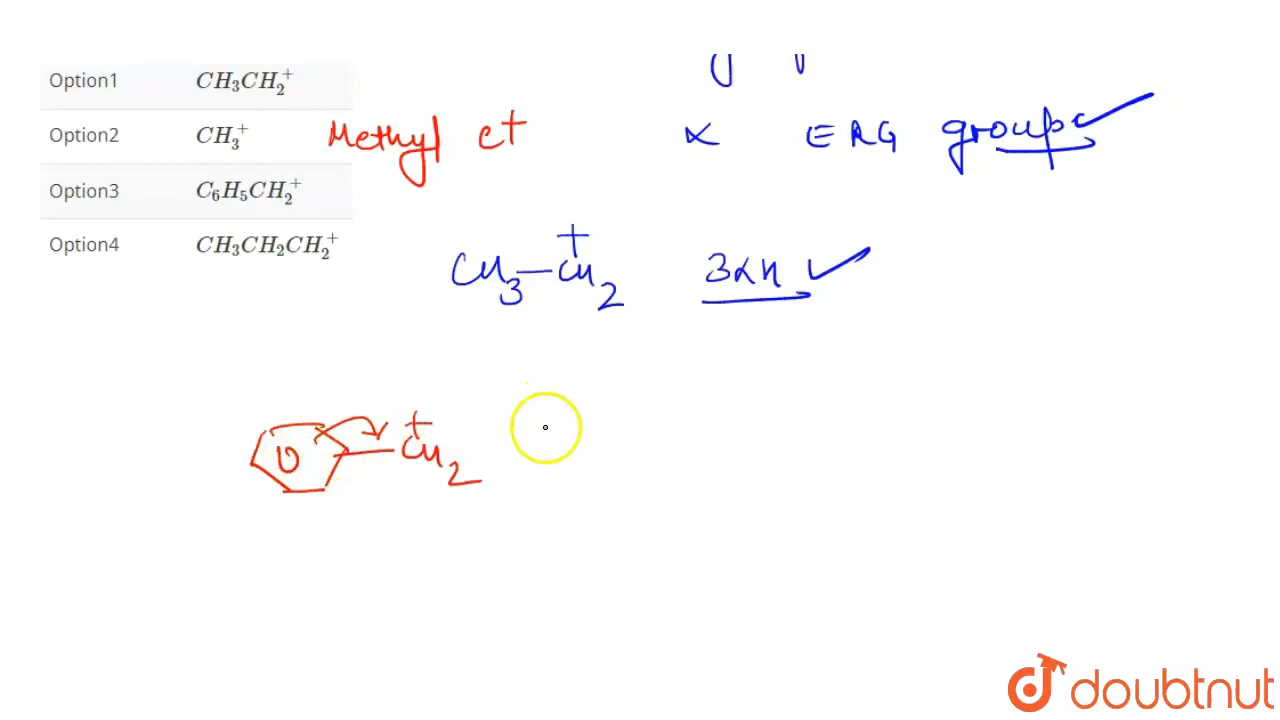 Option1 CH₃CH₂⁺
Option2 CH₃⁺ Methyl c+ ∝ ERG groups
Option3 C₆H₅CH₂⁺
Option4 CH₃CH₂CH₂⁺
CH₃—CH₂ + 3αH
CH₂ +
doubtnut